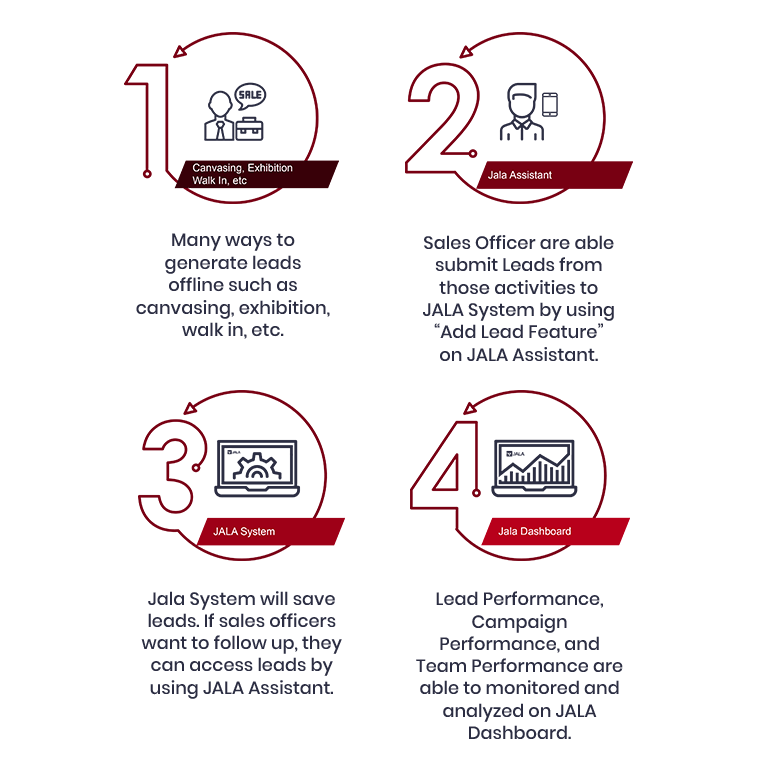 1
SALE
Canvasing, Exhibition
Walk In, etc
Many ways to
generate leads
offline such as
canvasing, exhibition,
walk in, etc.
2
Jala Assistant
Sales Officer are able
submit Leads from
those activities to
JALA System by using
“Add Lead Feature”
on JALA Assistant.
3
JALA
JALA System
Jala System will save
leads. If sales officers
want to follow up, they
can access leads by
using JALA Assistant.
4
JALA
Jala Dashboard
Lead Performance,
Campaign
Performance, and
Team Performance are
able to monitored and
analyzed on JALA
Dashboard.